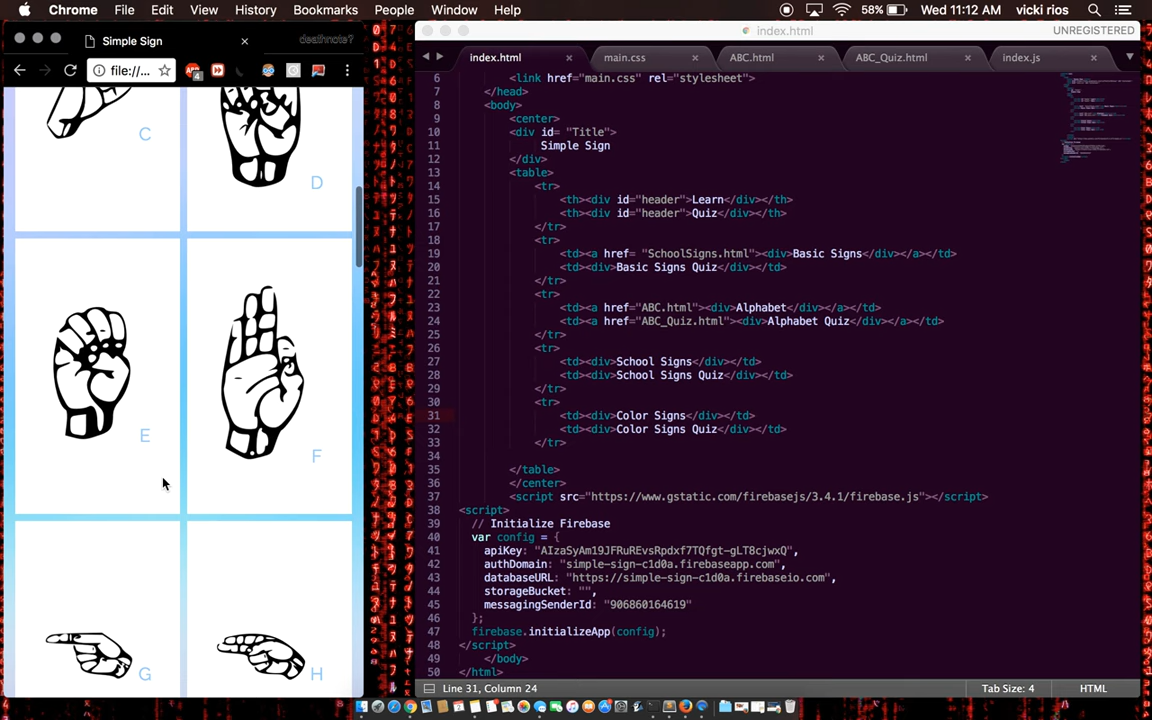 Chrome File Edit View History Bookmarks People Window Help 58% Wed 11:12 AM vicki rios
Simple Sign
deathnote?
file://...
ABP
4
C
D
E
F
G
H
index.html
UNREGISTERED
index.html main.css ABC.html ABC_Quiz.html index.js
6 <link href="main.css" rel="stylesheet">
7 </head>
8 <body>
9 <center>
10 <div id= "Title">
11 Simple Sign
12 </div>
13 <table>
14 <tr>
15 <th><div id="header">Learn</div></th>
16 <th><div id="header">Quiz</div></th>
17 </tr>
18 <tr>
19 <td><a href= "SchoolSigns.html"><div>Basic Signs</div></a></td>
20 <td><div>Basic Signs Quiz</div></td>
21 </tr>
22 <tr>
23 <td><a href="ABC.html"><div>Alphabet</div></a></td>
24 <td><a href="ABC_Quiz.html"><div>Alphabet Quiz</div></a></td>
25 </tr>
26 <tr>
27 <td><div>School Signs</div></td>
28 <td><div>School Signs Quiz</div></td>
29 </tr>
30 <tr>
31 <td><div>Color Signs</div></td>
32 <td><div>Color Signs Quiz</div></td>
33 </tr>
34
35 </table>
36 </center>
37 <script src="https://www.gstatic.com/firebasejs/3.4.1/firebase.js"></script>
38 <script>
39 // Initialize Firebase
40 var config = {
41 apiKey: "AIzaSyAm19JFRuREvsRpdxf7TQfgt-gLT8cjwxQ",
42 authDomain: "simple-sign-c1d0a.firebaseapp.com",
43 databaseURL: "https://simple-sign-c1d0a.firebaseio.com",
44 storageBucket: "",
45 messagingSenderId: "906860164619"
46 };
47 firebase.initializeApp(config);
48 </script>
49 </body>
50 </html>
Line 31, Column 24 Tab Size: 4 HTML